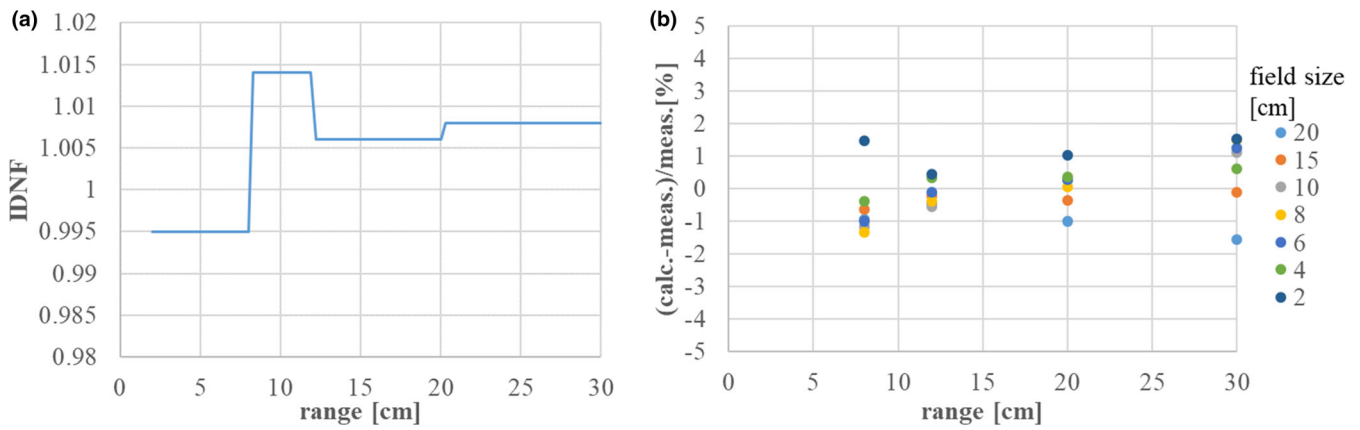 (a)
1.02
1.015
1.01
1.005
1
0.995
0.99
0.985
0.98
IDNF
0 5 10 15 20 25 30
range [cm]
(b)
5
4
3
2
1
0
-1
-2
-3
-4
-5
(calc.-meas.)/meas.[%]
0 5 10 15 20 25 30
range [cm]
field size
[cm]
20
15
10
8
6
4
2